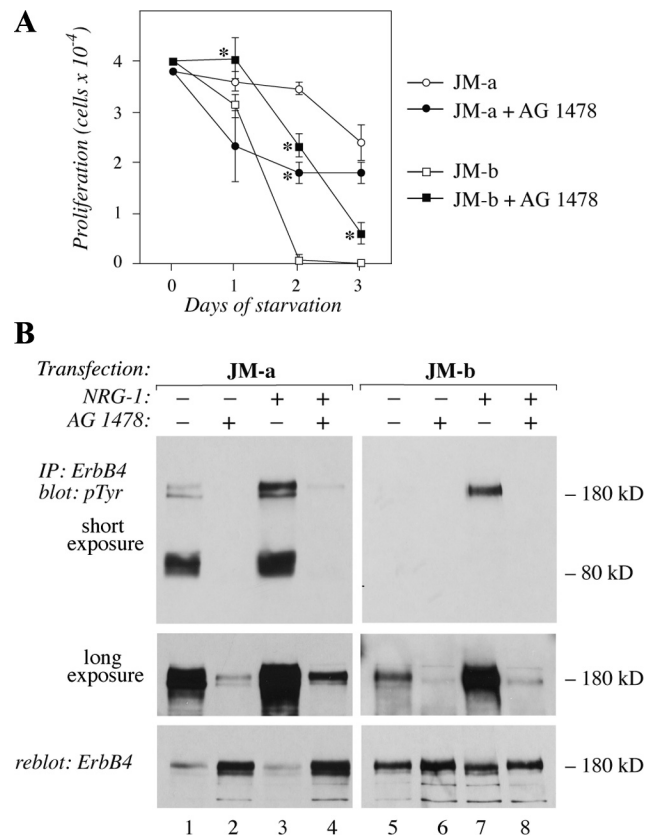 A
Proliferation (cells x 10⁻⁴)
4
3
2
1
0
* * * *
0 1 2 3
Days of starvation
JM-a
JM-a + AG 1478
JM-b
JM-b + AG 1478
B
Transfection: JM-a JM-b
NRG-1: – – + + – – + +
AG 1478: – + – + – + – +
IP: ErbB4
blot: pTyr
– 180 kD
short
exposure
– 80 kD
long
exposure
– 180 kD
reblot: ErbB4 – 180 kD
1 2 3 4 5 6 7 8